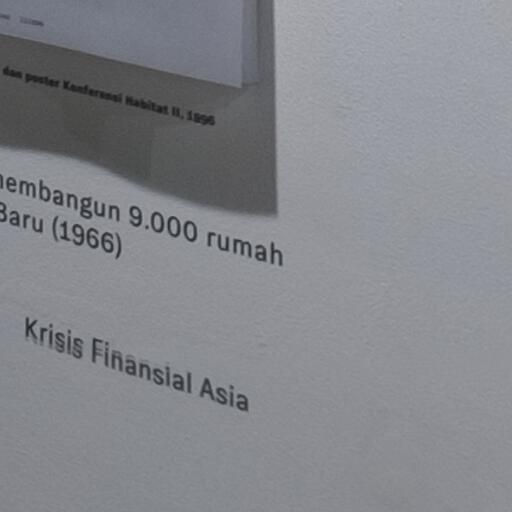 dan poster Konferensi Habitat II, 1996
membangun 9.000 rumah
Baru (1966)
Krisis Finansial Asia